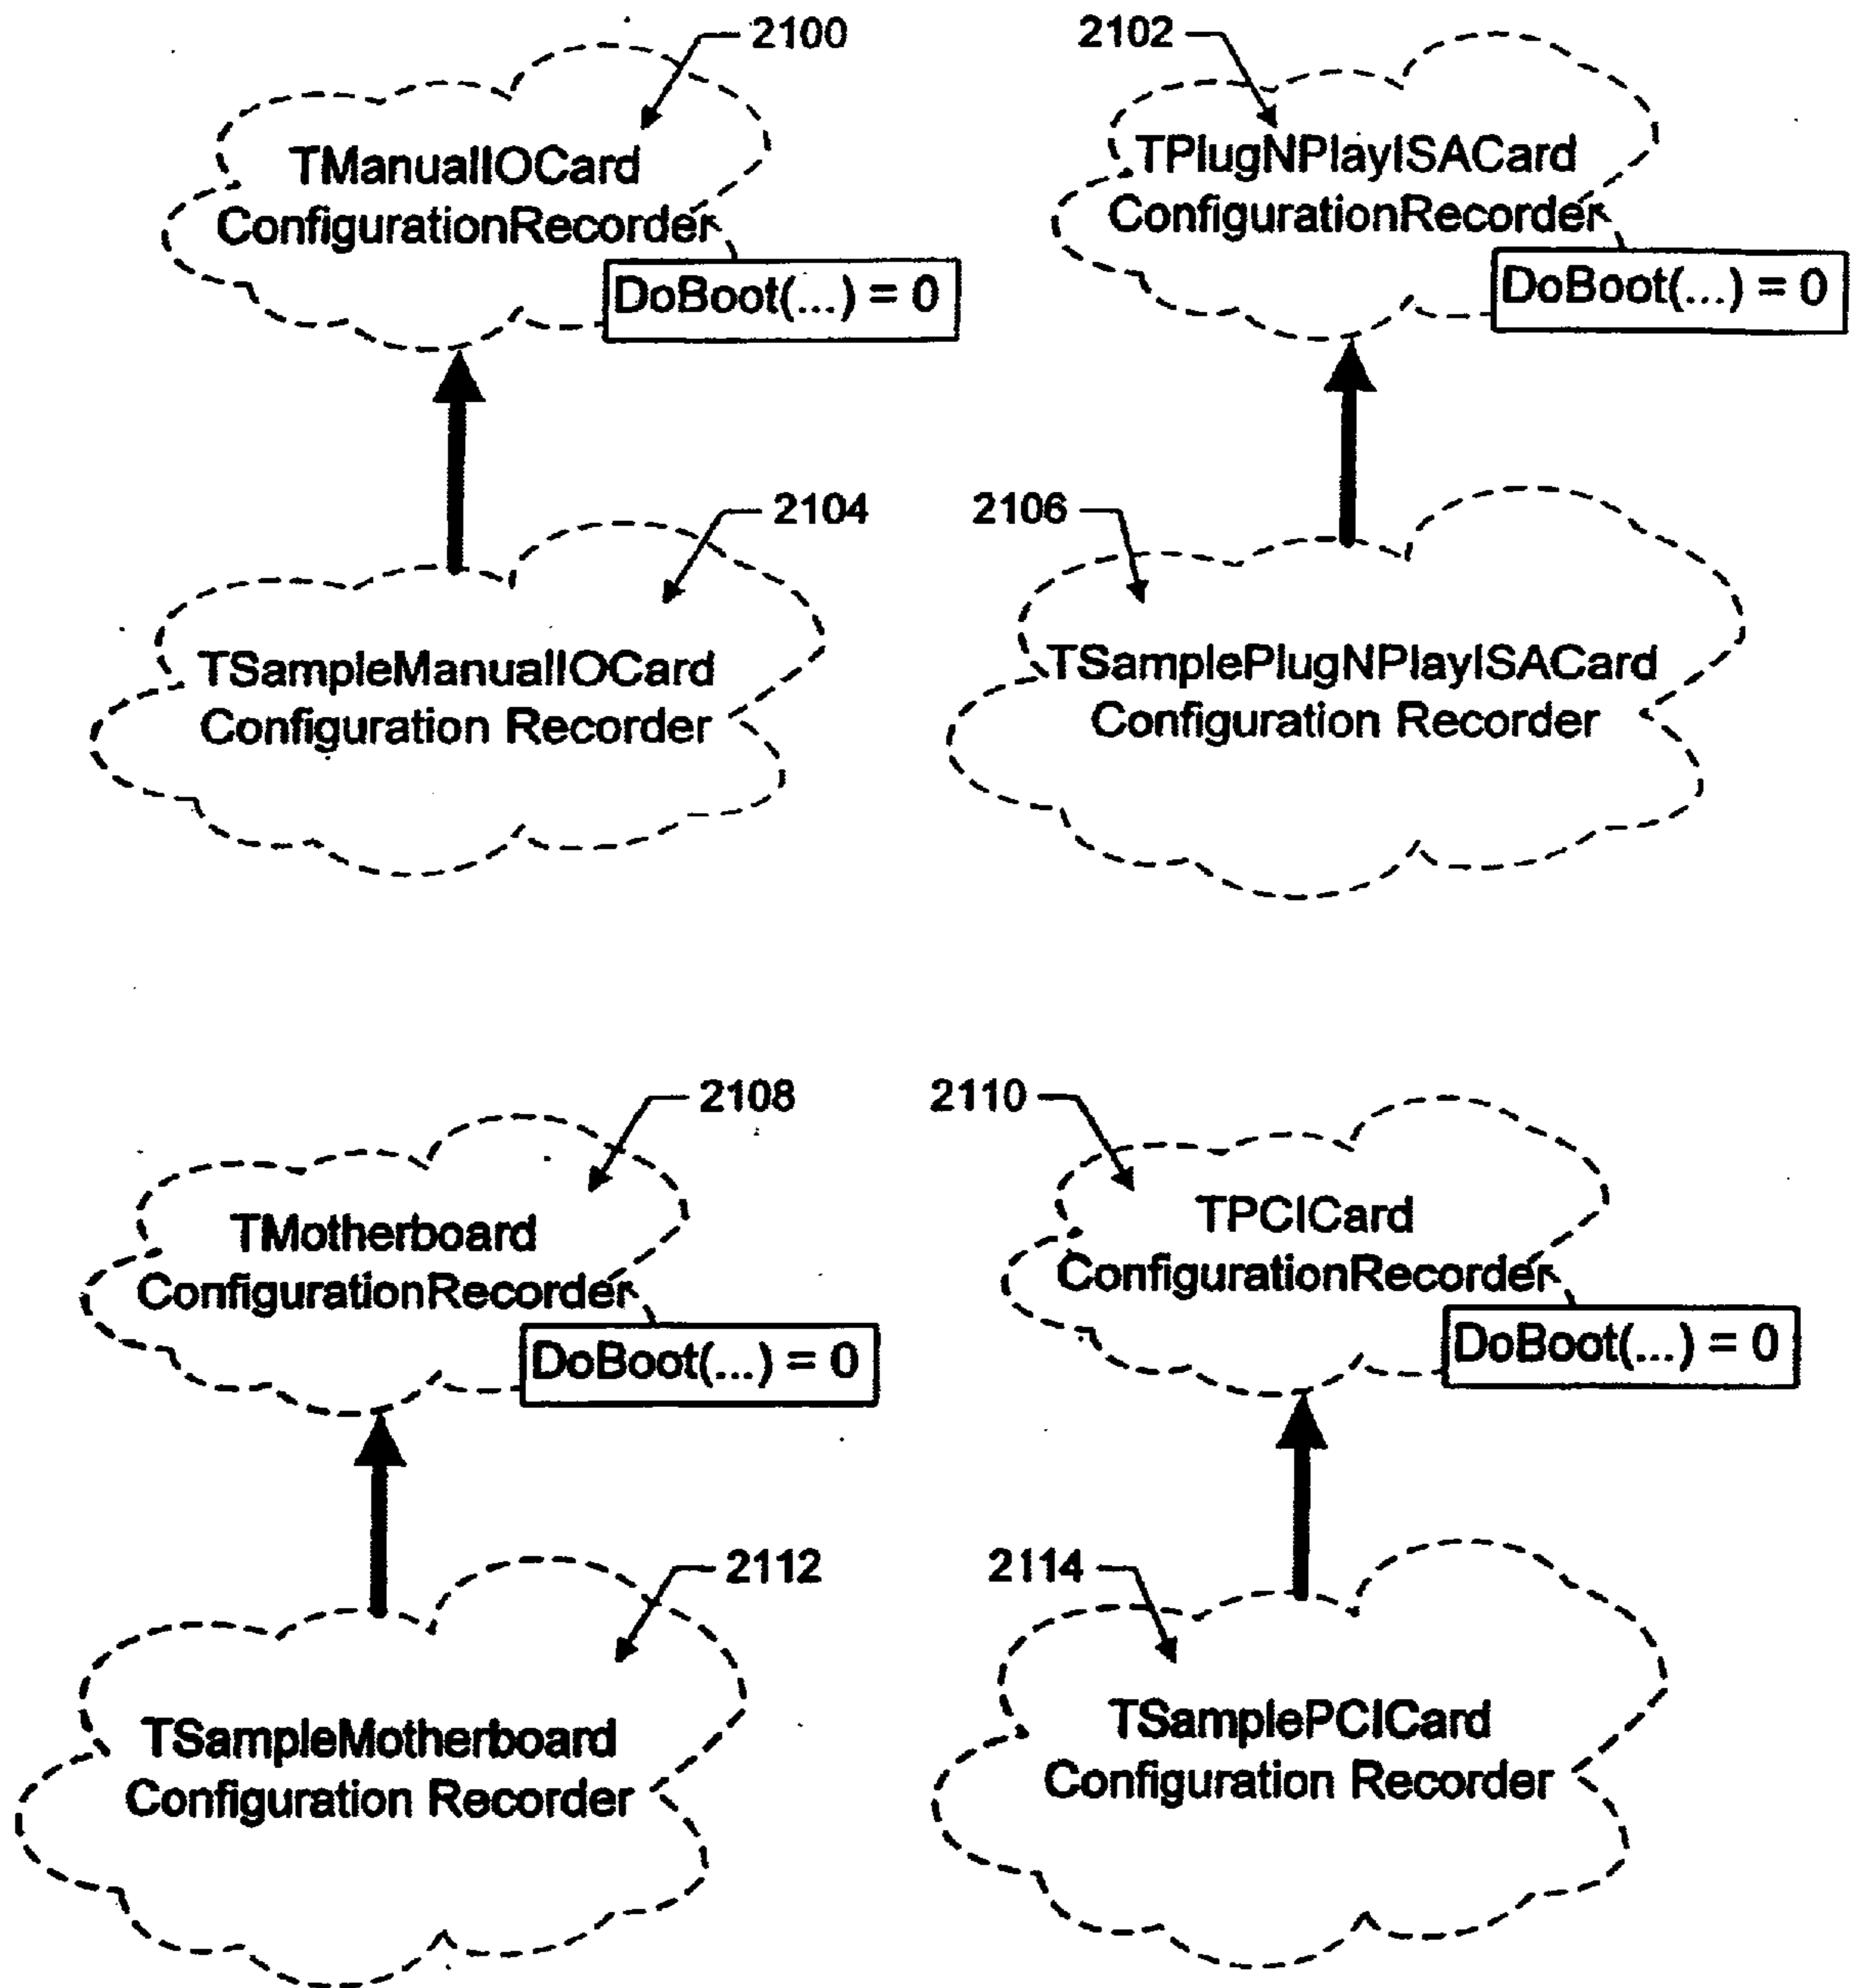 2100
2102
TManualIOCard
ConfigurationRecorder
DoBoot(...) = 0
TPlugNPlayISACard
ConfigurationRecorder
DoBoot(...) = 0
2104
2106
TSampleManualIOCard
Configuration Recorder
TSamplePlugNPlayISACard
Configuration Recorder
2108
2110
TMotherboard
ConfigurationRecorder
DoBoot(...) = 0
TPCICard
ConfigurationRecorder
DoBoot(...) = 0
2112
2114
TSampleMotherboard
Configuration Recorder
TSamplePCICard
Configuration Recorder